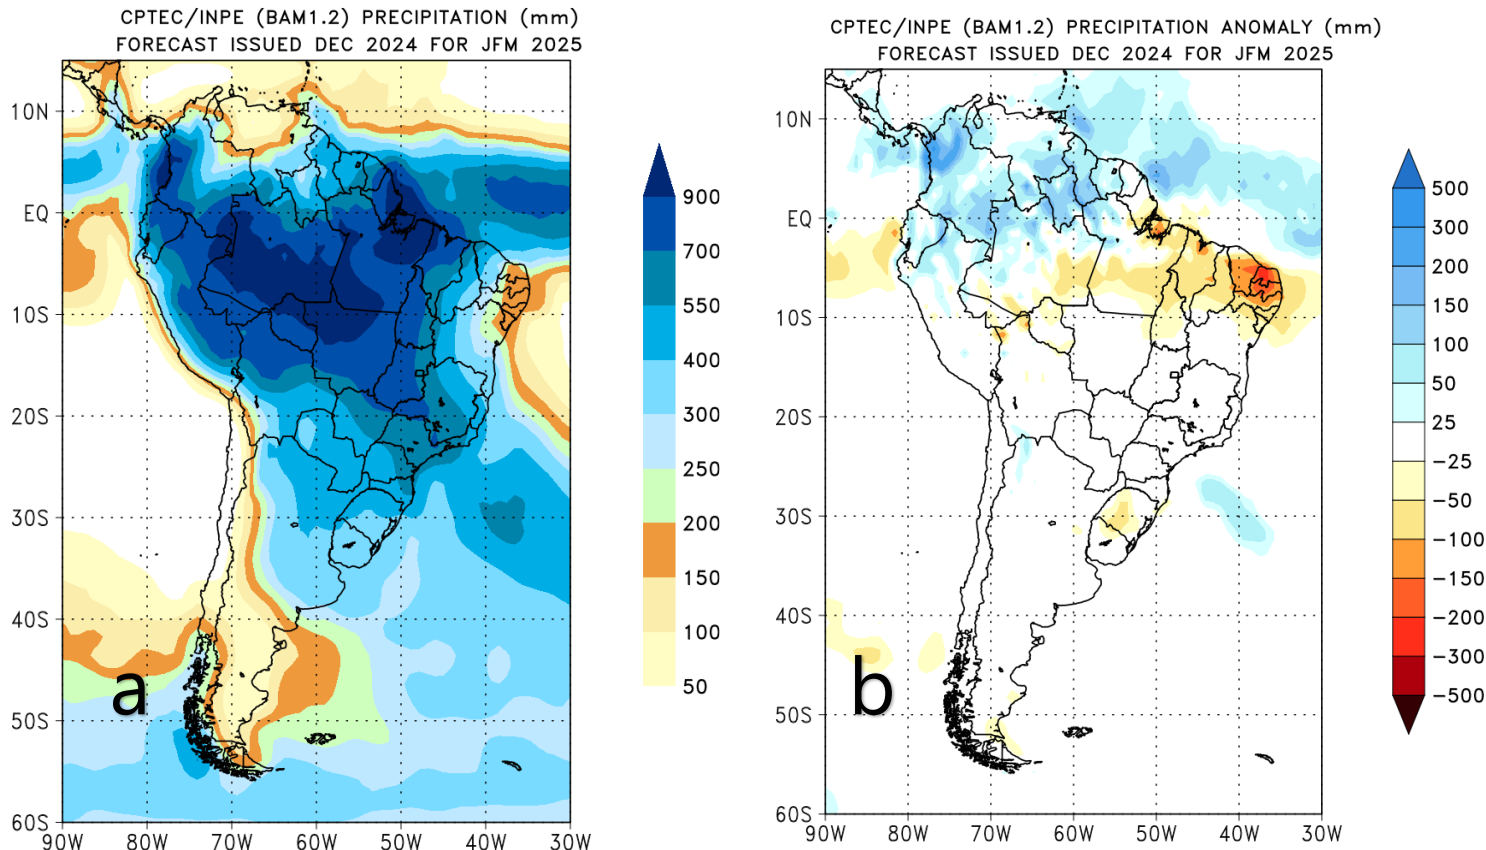 CPTEC/INPE (BAM1.2) PRECIPITATION (mm)
FORECAST ISSUED DEC 2024 FOR JFM 2025
10N
EQ
10S
20S
30S
40S
50S
60S
90W 80W 70W 60W 50W 40W 30W
a
900
700
550
400
300
250
200
150
100
50
CPTEC/INPE (BAM1.2) PRECIPITATION ANOMALY (mm)
FORECAST ISSUED DEC 2024 FOR JFM 2025
10N
EQ
10S
20S
30S
40S
50S
60S
90W 80W 70W 60W 50W 40W 30W
b
500
300
200
150
100
50
25
−25
−50
−100
−150
−200
−300
−500